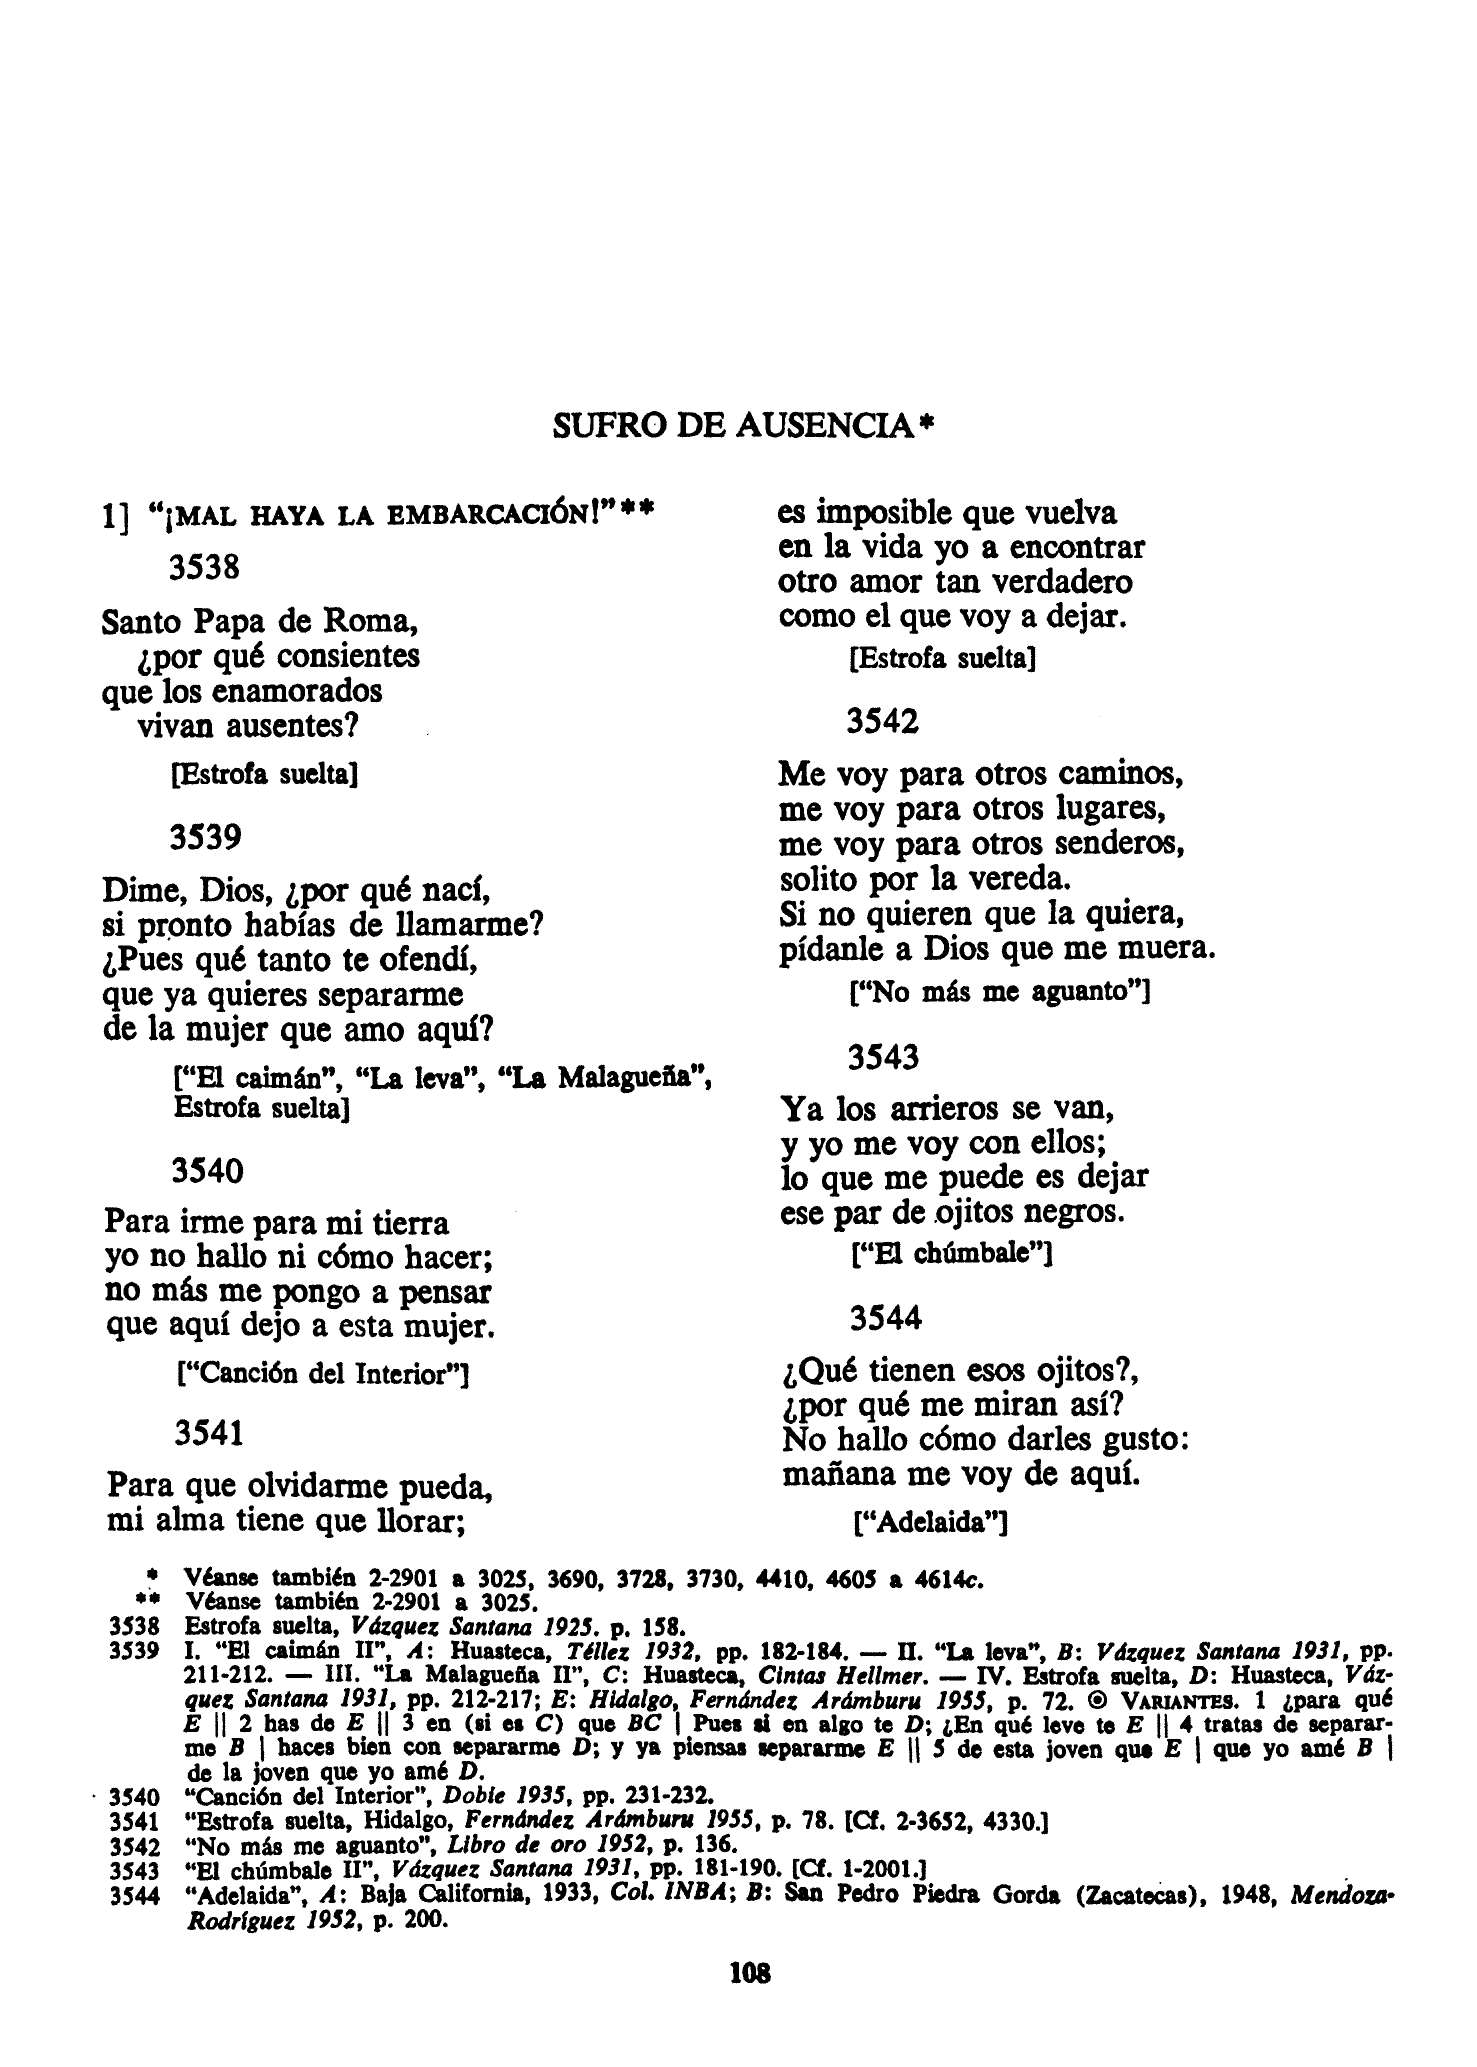 SUFRO DE AUSENCIA*
1] “¡MAL HAYA LA EMBARCACIÓN!”**
3538
Santo Papa de Roma,
¿por qué consientes
que los enamorados
vivan ausentes?
[Estrofa suelta]
3539
Dime, Dios, ¿por qué nací,
si pronto habías de llamarme?
¿Pues qué tanto te ofendí,
que ya quieres separarme
de la mujer que amo aquí?
[“El caimán”, “La leva”, “La Malagueña”,
Estrofa suelta]
3540
Para irme para mi tierra
yo no hallo ni cómo hacer;
no más me pongo a pensar
que aquí dejo a esta mujer.
[“Canción del Interior”]
3541
Para que olvidarme pueda,
mi alma tiene que llorar;
es imposible que vuelva
en la vida yo a encontrar
otro amor tan verdadero
como el que voy a dejar.
[Estrofa suelta]
3542
Me voy para otros caminos,
me voy para otros lugares,
me voy para otros senderos,
solito por la vereda.
Si no quieren que la quiera,
pídanle a Dios que me muera.
[“No más me aguanto”]
3543
Ya los arrieros se van,
y yo me voy con ellos;
lo que me puede es dejar
ese par de ojitos negros.
[“El chúmbale”]
3544
¿Qué tienen esos ojitos?,
¿por qué me miran así?
No hallo cómo darles gusto:
mañana me voy de aquí.
[“Adelaida”]
* Véanse también 2-2901 a 3025, 3690, 3728, 3730, 4410, 4605 a 4614c.
** Véanse también 2-2901 a 3025.
3538 Estrofa suelta, Vázquez Santana 1925. p. 158.
3539 I. “El caimán II”, A: Huasteca, Téllez 1932, pp. 182-184. — II. “La leva”, B: Vázquez Santana 1931, pp.
211-212. — III. “La Malagueña II”, C: Huasteca, Cintas Hellmer. — IV. Estrofa suelta, D: Huasteca, Váz-
quez Santana 1931, pp. 212-217; E: Hidalgo, Fernández Arámburu 1955, p. 72. ⊙ VARIANTES. 1 ¿para qué
E || 2 has de E || 3 en (si es C) que BC | Pues si en algo te D; ¿En qué leve te E || 4 tratas de separar-
me B | haces bien con separarme D; y ya piensas separarme E || 5 de esta joven que E | que yo amé B |
de la joven que yo amé D.
3540 “Canción del Interior”, Dobie 1935, pp. 231-232.
3541 “Estrofa suelta, Hidalgo, Fernández Arámburu 1955, p. 78. [Cf. 2-3652, 4330.]
3542 “No más me aguanto”, Libro de oro 1952, p. 136.
3543 “El chúmbale II”, Vázquez Santana 1931, pp. 181-190. [Cf. 1-2001.]
3544 “Adelaida”, A: Baja California, 1933, Col. INBA; B: San Pedro Piedra Gorda (Zacatecas), 1948, Mendoza-
Rodríguez 1952, p. 200.
108